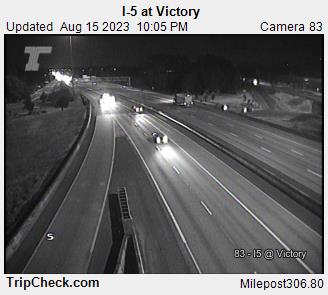 I-5 at Victory
Updated Aug 15 2023 10:05 PM Camera 83
T
S
83 - I5 @ Victory
TripCheck.com Milepost306.80